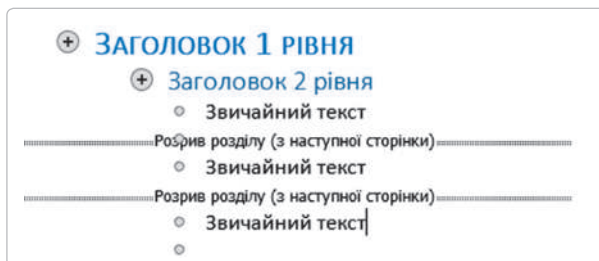 ЗАГОЛОВОК 1 РІВНЯ
Заголовок 2 рівня
Звичайний текст
Розрив розділу (з наступної сторінки)
Звичайний текст
Розрив розділу (з наступної сторінки)
Звичайний текст